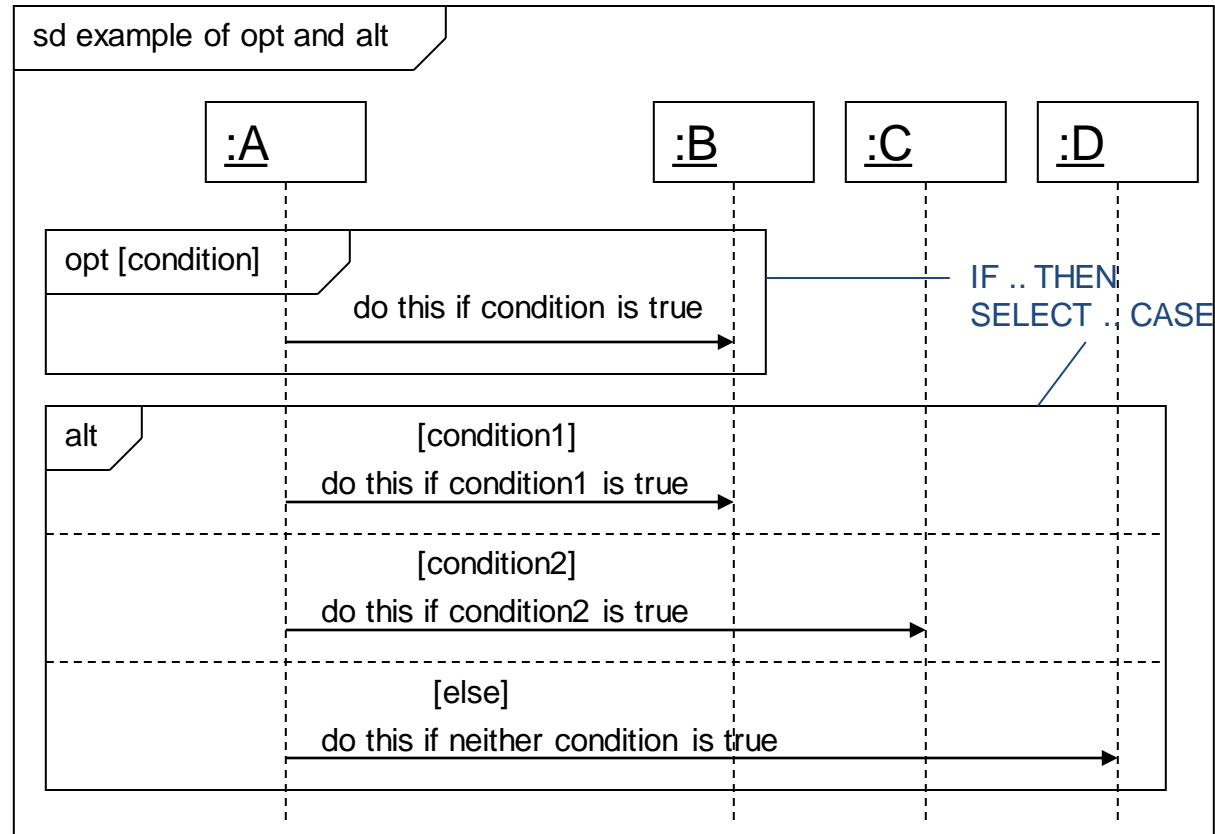 sd example of opt and alt
:A
:B
:C
:D
opt [condition]
do this if condition is true
IF .. THEN
SELECT .. CASE
alt
[condition1]
do this if condition1 is true
[condition2]
do this if condition2 is true
[else]
do this if neither condition is true